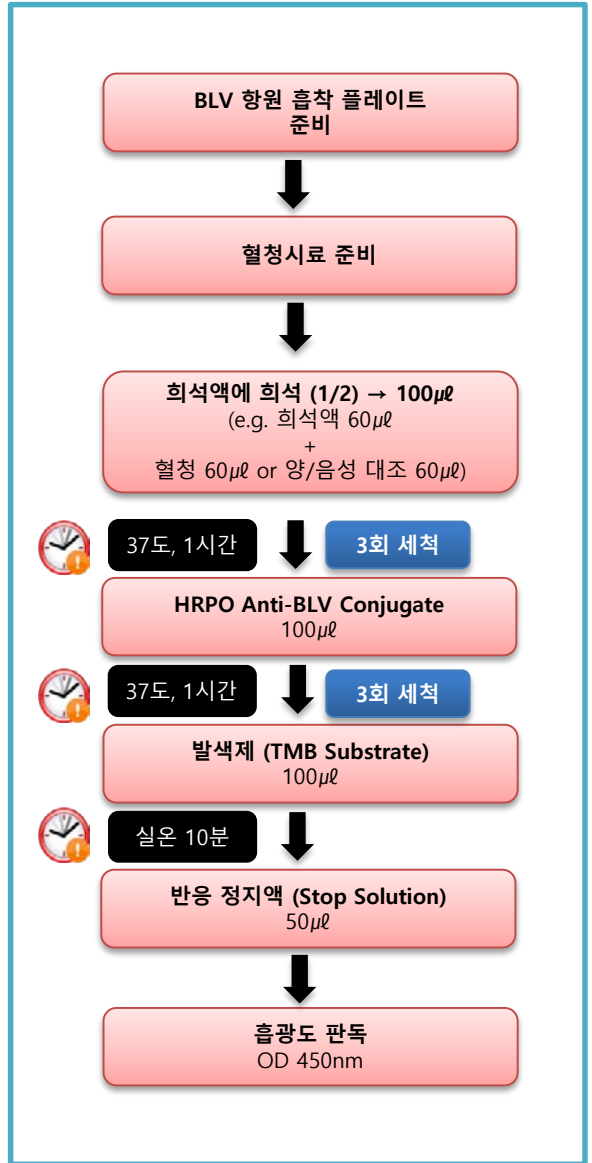 BLV 항원 흡착 플레이트
준비
혈청시료 준비
희석액에 희석 (1/2) → 100㎕
(e.g. 희석액 60㎕
+
혈청 60㎕ or 양/음성 대조 60㎕)
37도, 1시간
3회 세척
HRPO Anti-BLV Conjugate
100㎕
37도, 1시간
3회 세척
발색제 (TMB Substrate)
100㎕
실온 10분
반응 정지액 (Stop Solution)
50㎕
흡광도 판독
OD 450nm